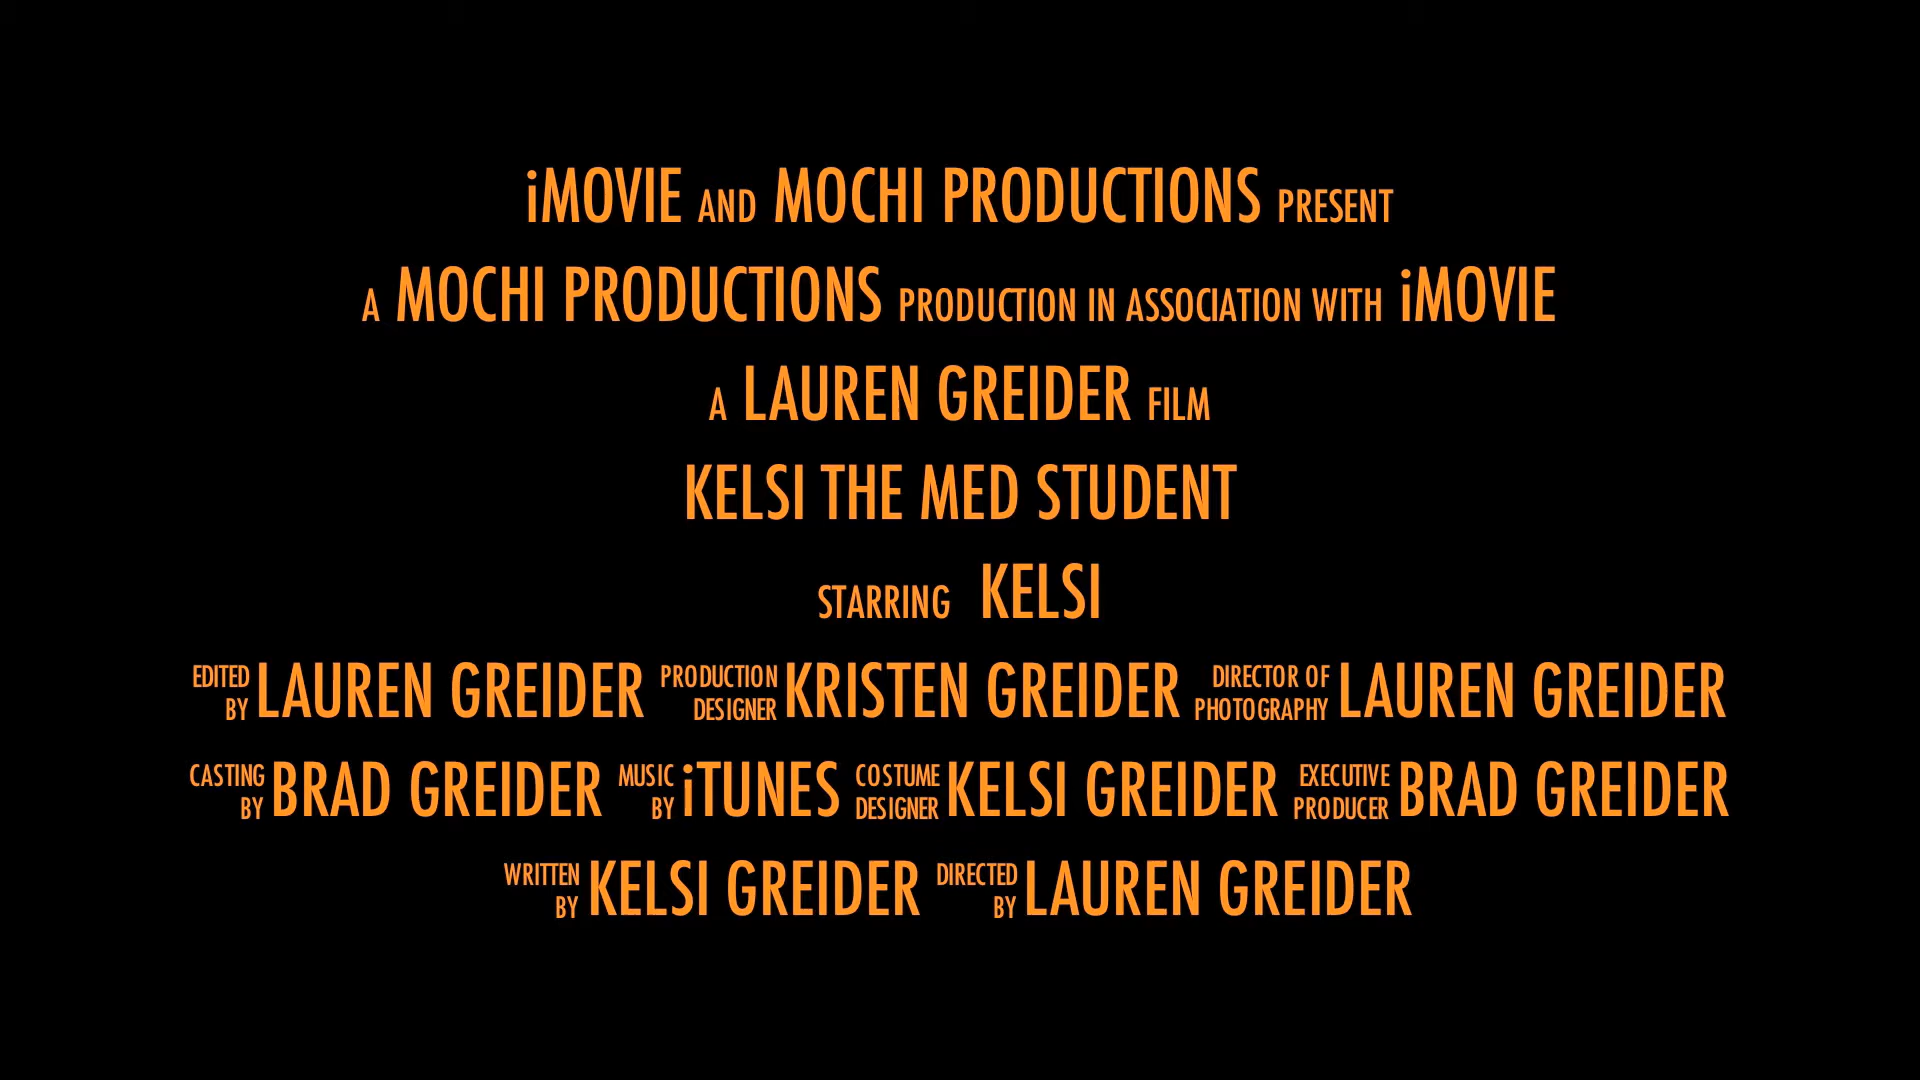 iMOVIE AND MOCHI PRODUCTIONS PRESENT
A MOCHI PRODUCTIONS PRODUCTION IN ASSOCIATION WITH iMOVIE
A LAUREN GREIDER FILM
KELSI THE MED STUDENT
STARRING KELSI
EDITED BY LAUREN GREIDER PRODUCTION DESIGNER KRISTEN GREIDER DIRECTOR OF PHOTOGRAPHY LAUREN GREIDER
CASTING BY BRAD GREIDER MUSIC BY iTUNES COSTUME DESIGNER KELSI GREIDER EXECUTIVE PRODUCER BRAD GREIDER
WRITTEN BY KELSI GREIDER DIRECTED BY LAUREN GREIDER